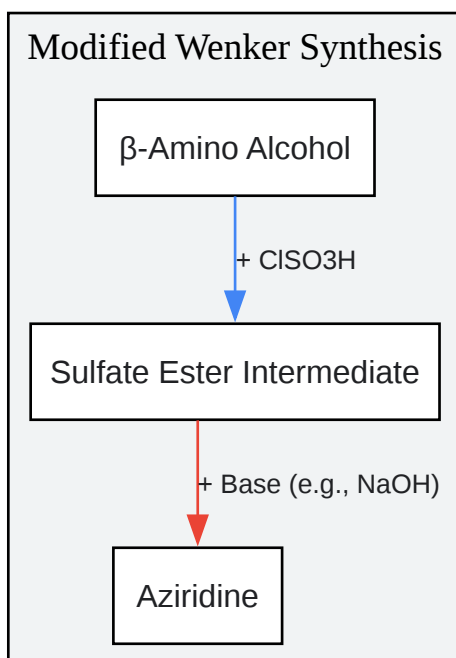 Modified Wenker Synthesis
β-Amino Alcohol
+ ClSO3H
Sulfate Ester Intermediate
+ Base (e.g., NaOH)
Aziridine